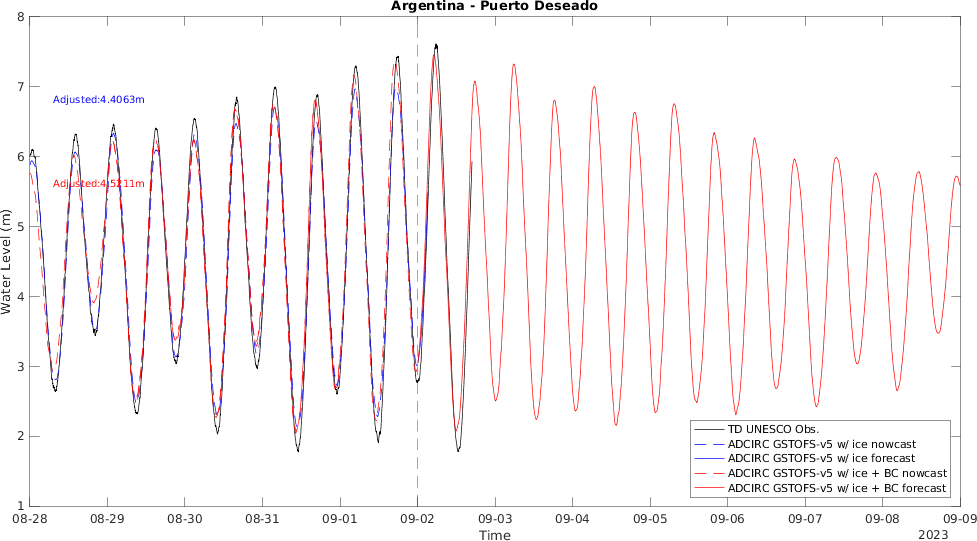 Argentina - Puerto Deseado
8
7
6
5
4
3
2
1
Water Level (m)
Adjusted:4.4063m
Adjusted:4.5211m
TD UNESCO Obs.
ADCIRC GSTOFS-v5 w/ ice nowcast
ADCIRC GSTOFS-v5 w/ ice forecast
ADCIRC GSTOFS-v5 w/ ice + BC nowcast
ADCIRC GSTOFS-v5 w/ ice + BC forecast
08-28 08-29 08-30 08-31 09-01 09-02 09-03 09-04 09-05 09-06 09-07 09-08 09-09
Time
2023